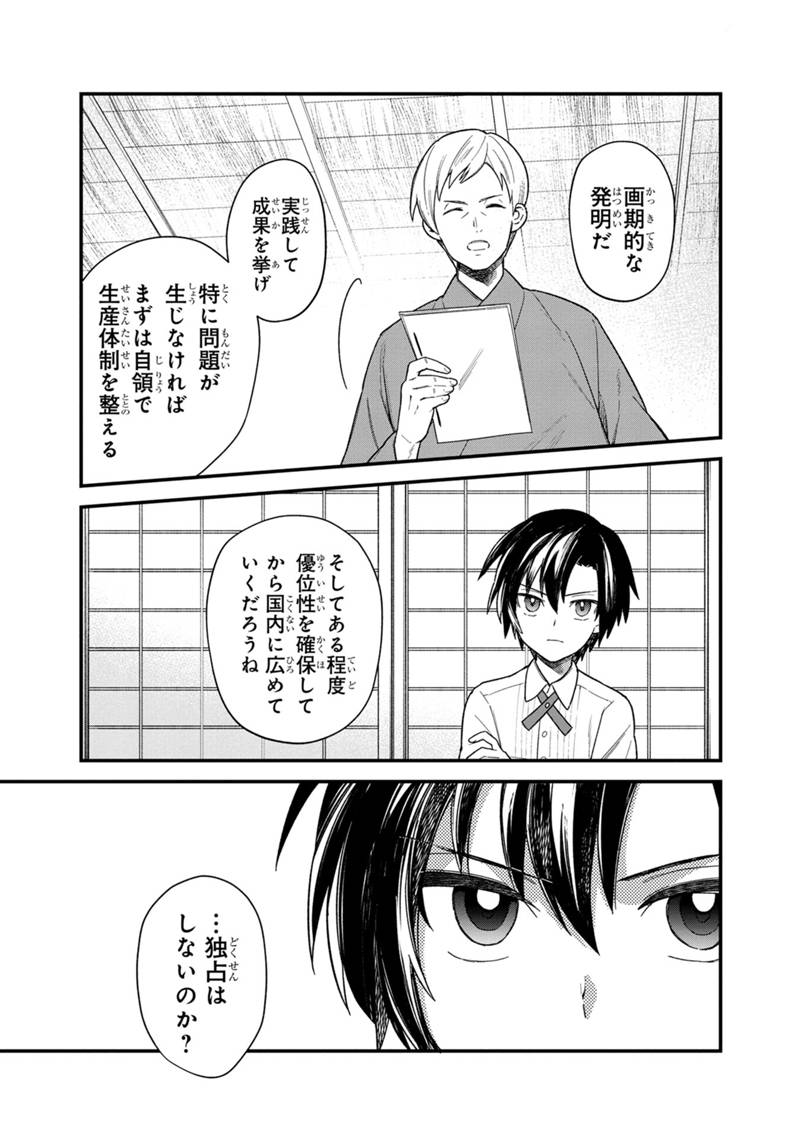 画期的な
発明だ
実践して
成果を挙げ
特に問題が
生じなければ
まずは自領で
生産体制を整える
そしてある程度
優位性を確保して
から国内に広めて
いくだろうね
…独占は
しないのか?